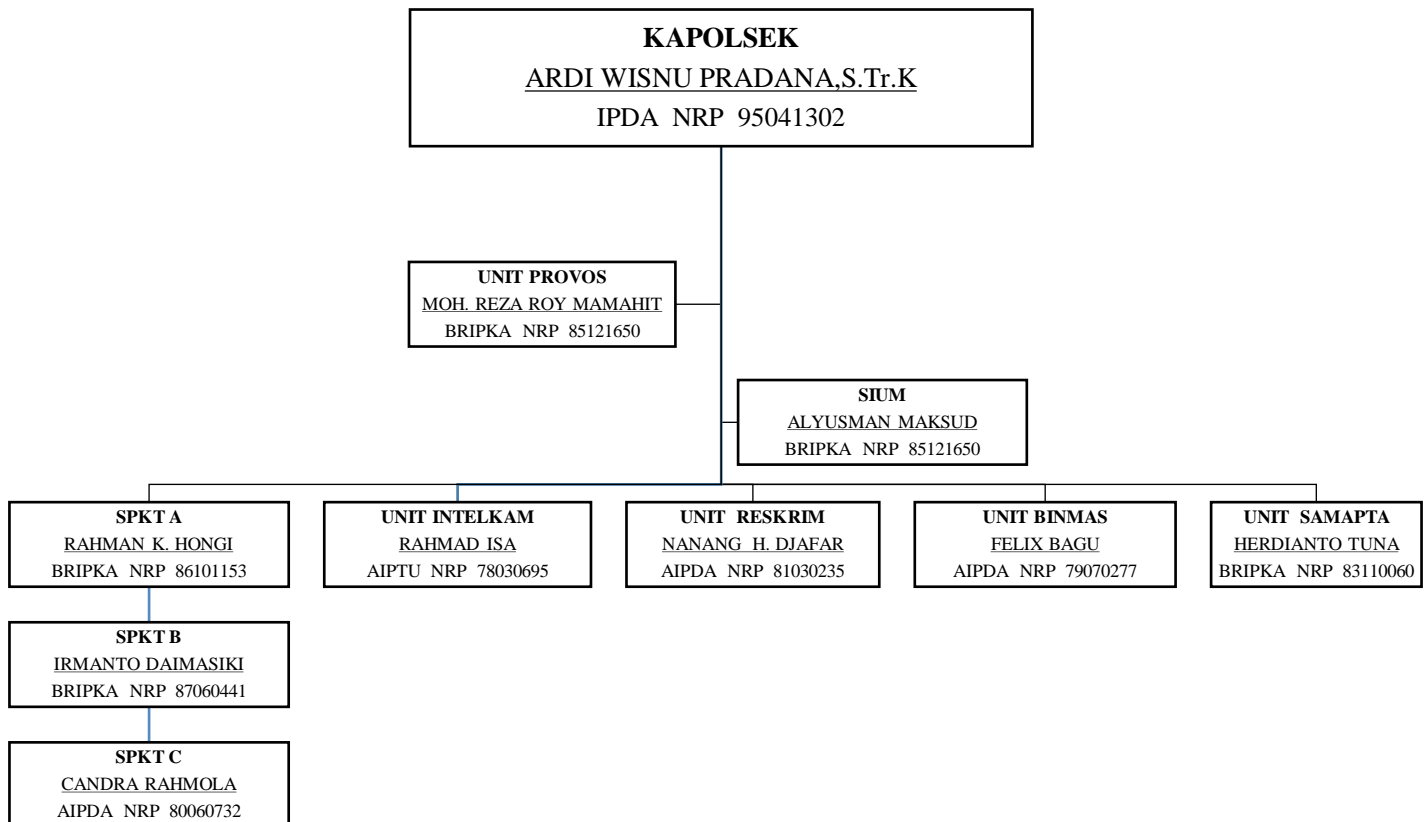 KAPOLSEK
ARDI WISNU PRADANA,S.Tr.K
IPDA NRP 95041302
UNIT PROVOS
MOH. REZA ROY MAMAHIT
BRIPKA NRP 85121650
SIUM
ALYUSMAN MAKSUD
BRIPKA NRP 85121650
SPKT A
RAHMAN K. HONGI
BRIPKA NRP 86101153
UNIT INTELKAM
RAHMAD ISA
AIPTU NRP 78030695
UNIT RESKRIM
NANANG H. DJAFAR
AIPDA NRP 81030235
UNIT BINMAS
FELIX BAGU
AIPDA NRP 79070277
UNIT SAMAPTA
HERDIANTO TUNA
BRIPKA NRP 83110060
SPKT B
IRMANTO DAIMASIKI
BRIPKA NRP 87060441
SPKT C
CANDRA RAHMOLA
AIPDA NRP 80060732